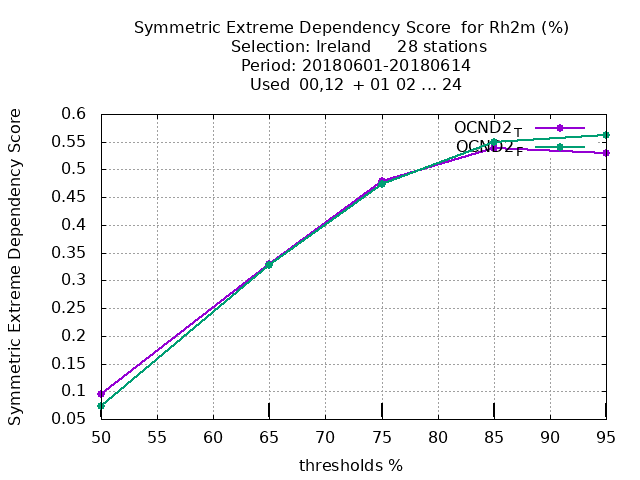 Symmetric Extreme Dependency Score for Rh2m (%)
Selection: Ireland 28 stations
Period: 20180601-20180614
Used 00,12 + 01 02 ... 24
Symmetric Extreme Dependency Score
0.6
0.55
0.5
0.45
0.4
0.35
0.3
0.25
0.2
0.15
0.1
0.05
OCND2T
OCND2F
50 55 60 65 70 75 80 85 90 95
thresholds %